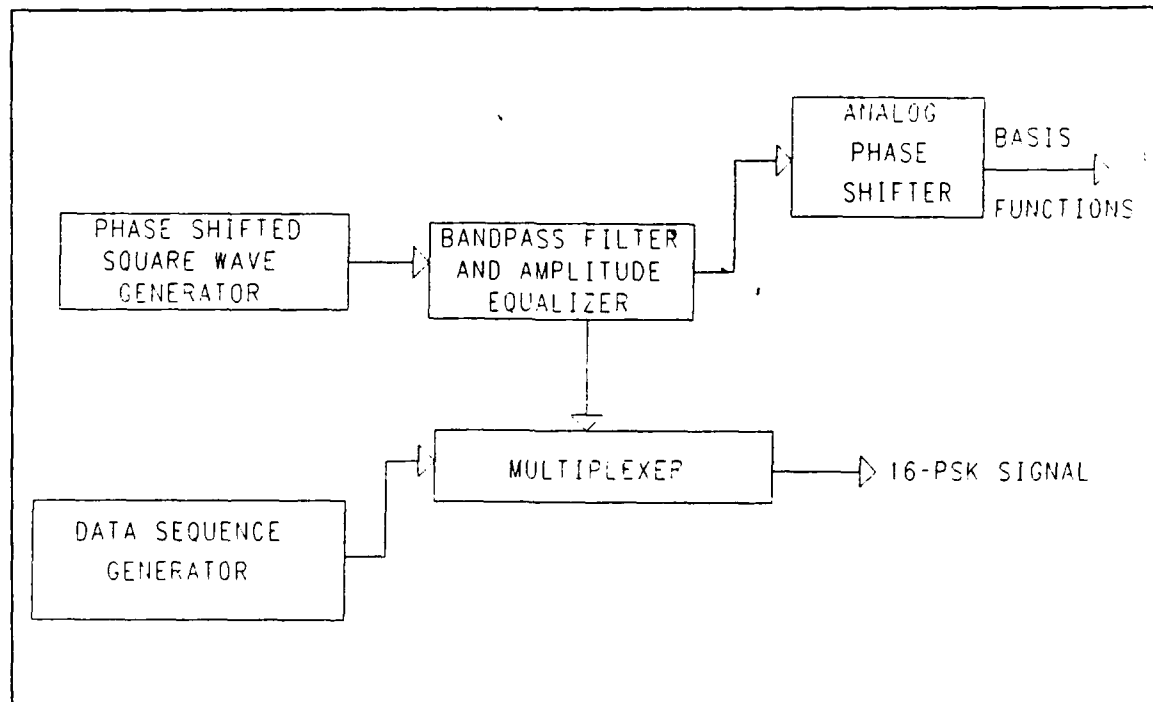 ANALOG
PHASE
SHIFTER
BASIS
FUNCTIONS
PHASE SHIFTED
SQUARE WAVE
GENERATOR
BANDPASS FILTER
AND AMPLITUDE
EQUALIZER
MULTIPLEXER
16-PSK SIGNAL
DATA SEQUENCE
GENERATOR